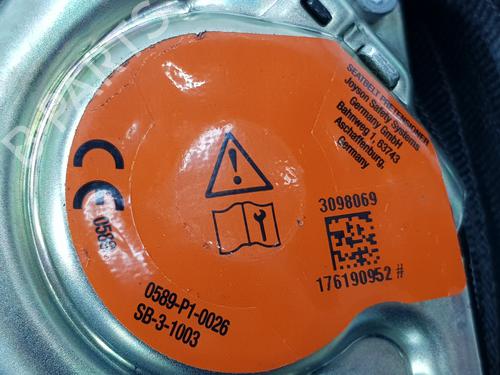 SEATBELT PRETENSIONER
Joyson Safety Systems
Germany GmbH
Bahnweg 1, 63743
Aschaffenburg,
Germany
CE
0589
3098069
176190952 #
0589-P1-0026
SB-3-1003
B-PARTS